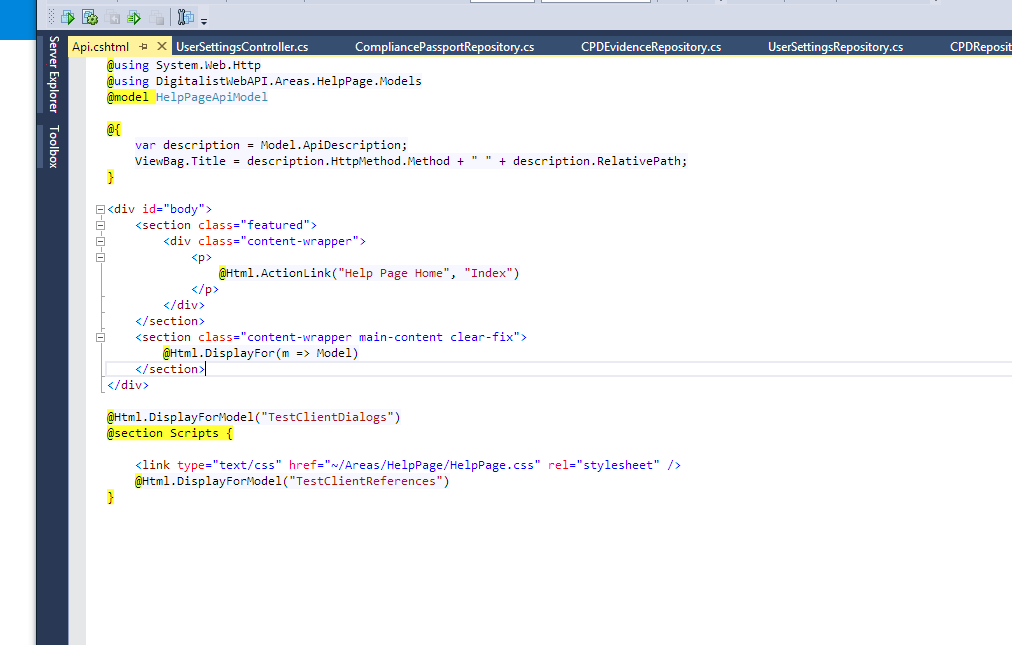 Server Explorer
Toolbox
Api.cshtml UserSettingsController.cs CompliancePassportRepository.cs CPDEvidenceRepository.cs UserSettingsRepository.cs CPDReposit
@using System.Web.Http
@using DigitalistWebAPI.Areas.HelpPage.Models
@model HelpPageApiModel
@{
var description = Model.ApiDescription;
ViewBag.Title = description.HttpMethod.Method + " " + description.RelativePath;
}
<div id="body">
<section class="featured">
<div class="content-wrapper">
<p>
@Html.ActionLink("Help Page Home", "Index")
</p>
</div>
</section>
<section class="content-wrapper main-content clear-fix">
@Html.DisplayFor(m => Model)
</section>
</div>
@Html.DisplayForModel("TestClientDialogs")
@section Scripts {
<link type="text/css" href="~/Areas/HelpPage/HelpPage.css" rel="stylesheet" />
@Html.DisplayForModel("TestClientReferences")
}